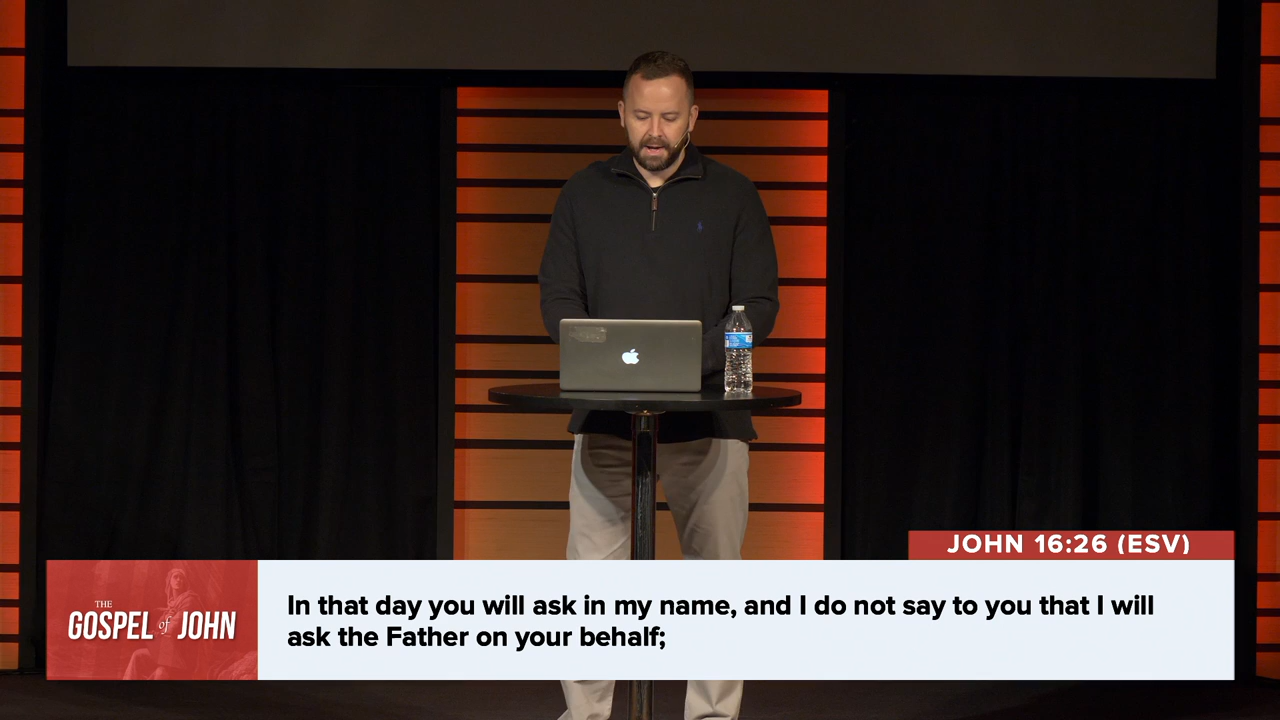 JOHN 16:26 (ESV)
THE
GOSPEL of JOHN
In that day you will ask in my name, and I do not say to you that I will
ask the Father on your behalf;